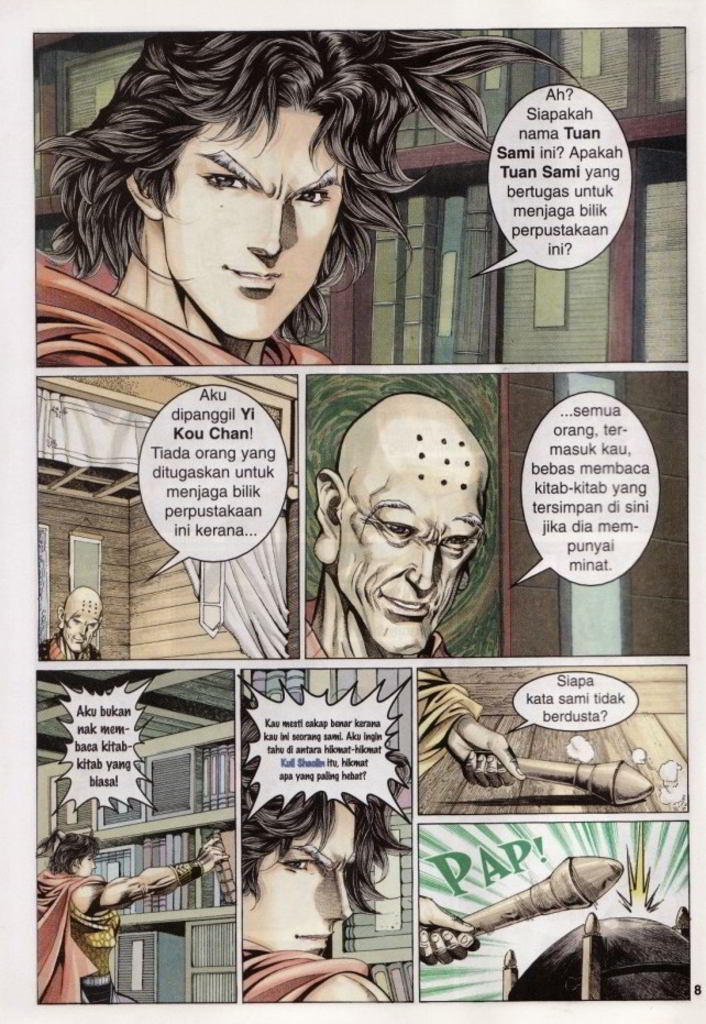 Ah?
Siapakah
nama Tuan
Sami ini? Apakah
Tuan Sami yang
bertugas untuk
menjaga bilik
perpustakaan
ini?
Aku
dipanggil Yi
Kou Chan!
Tiada orang yang
ditugaskan untuk
menjaga bilik
perpustakaan
ini kerana...
...semua
orang, ter-
masuk kau,
bebas membaca
kitab-kitab yang
tersimpan di sini
jika dia mem-
punyai
minat.
Aku bukan
nak mem-
baca kitab-
kitab yang
biasa!
Kau mesti cakap benar kerana
kau ini seorang sami. Aku ingin
tahu di antara hikmat-hikmat
Kuil Shaolin itu, hikmat
apa yang paling hebat?
Siapa
kata sami tidak
berdusta?
PAP!
8